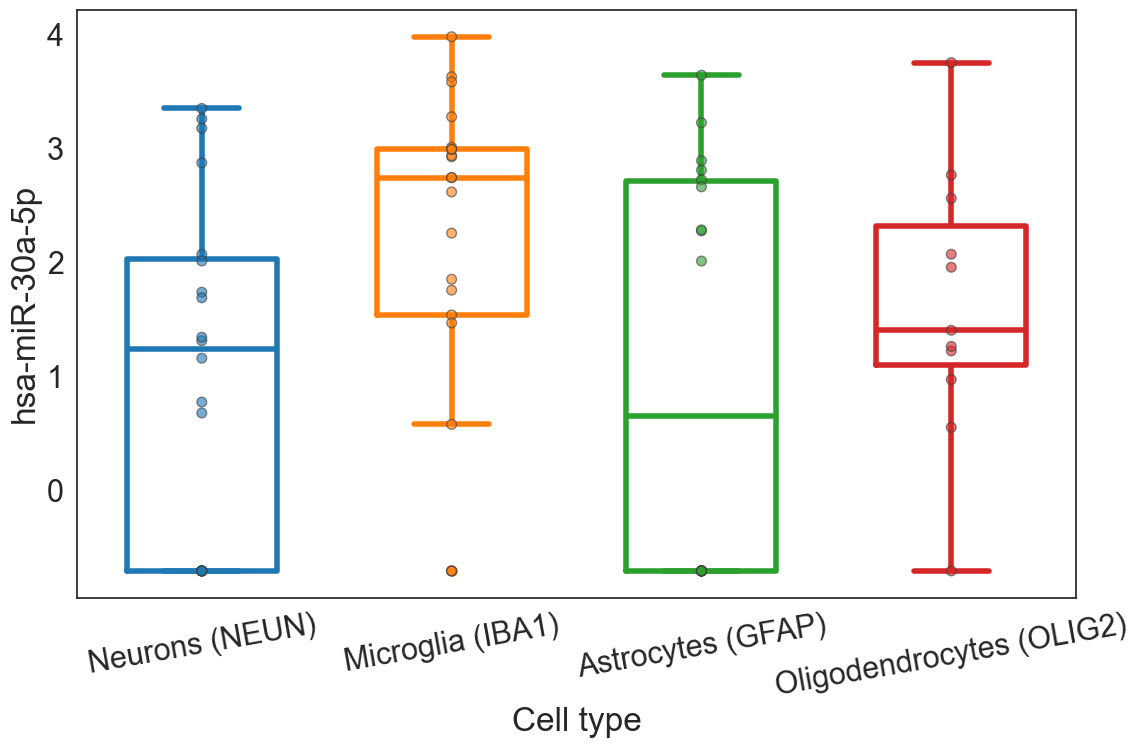 hsa-miR-30a-5p
4
3
2
1
0
Neurons (NEUN)
Microglia (IBA1)
Astrocytes (GFAP)
Oligodendrocytes (OLIG2)
Cell type